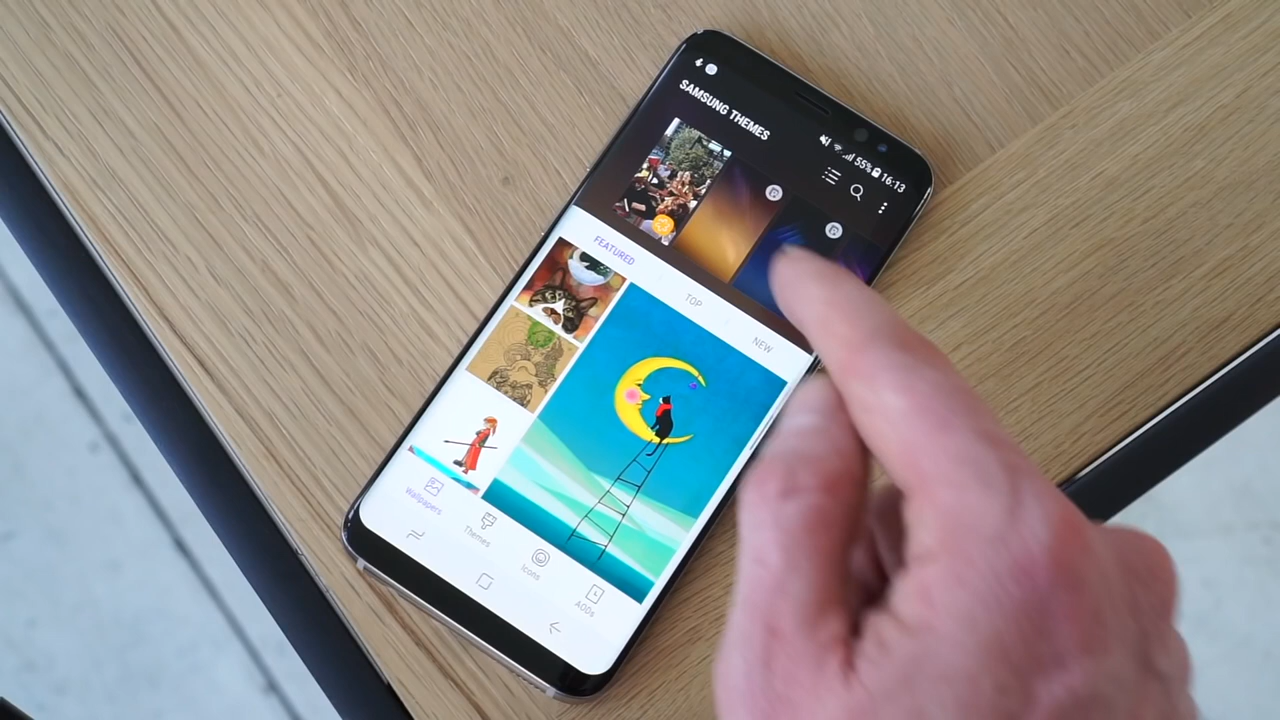 55% 16:13
SAMSUNG THEMES
FEATURED
TOP
NEW
Wallpapers
Themes
Icons
AODs